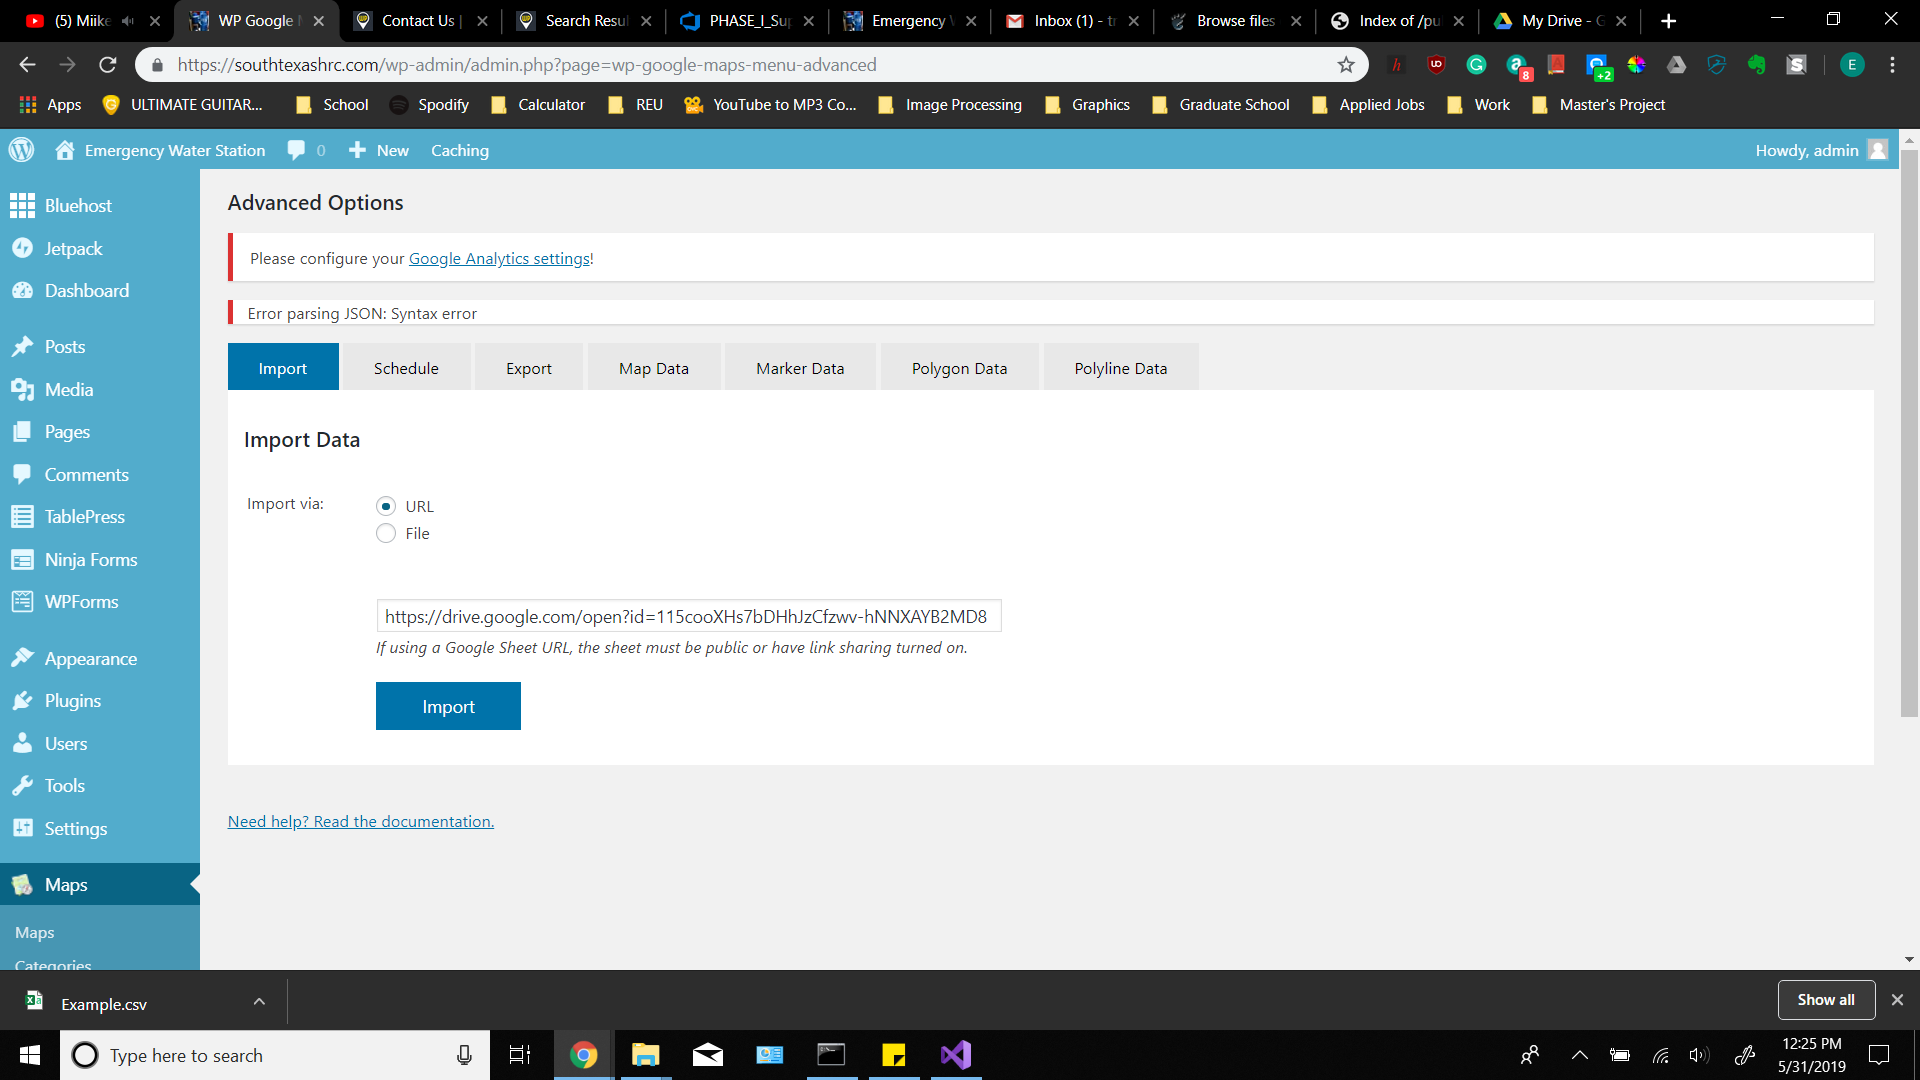 (5) Miike
WP Google M
Contact Us |
Search Resul
PHASE_I_Sup
Emergency W
Inbox (1) - tr
Browse files
Index of /pu
My Drive - G
https://southtexashrc.com/wp-admin/admin.php?page=wp-google-maps-menu-advanced
8
+2
E
Apps
ULTIMATE GUITAR...
School
Spodify
Calculator
REU
YouTube to MP3 Co...
Image Processing
Graphics
Graduate School
Applied Jobs
Work
Master's Project
Emergency Water Station
0
New
Caching
Howdy, admin
Bluehost
Jetpack
Dashboard
Posts
Media
Pages
Comments
TablePress
Ninja Forms
WPForms
Appearance
Plugins
Users
Tools
Settings
Maps
Maps
Categories
Advanced Options
Please configure your Google Analytics settings!
Error parsing JSON: Syntax error
Import
Schedule
Export
Map Data
Marker Data
Polygon Data
Polyline Data
Import Data
Import via:
URL
File
https://drive.google.com/open?id=115cooXHs7bDHhJzCfzwv-hNNXAYB2MD8
If using a Google Sheet URL, the sheet must be public or have link sharing turned on.
Import
Need help? Read the documentation.
Example.csv
Show all
Type here to search
12:25 PM
5/31/2019